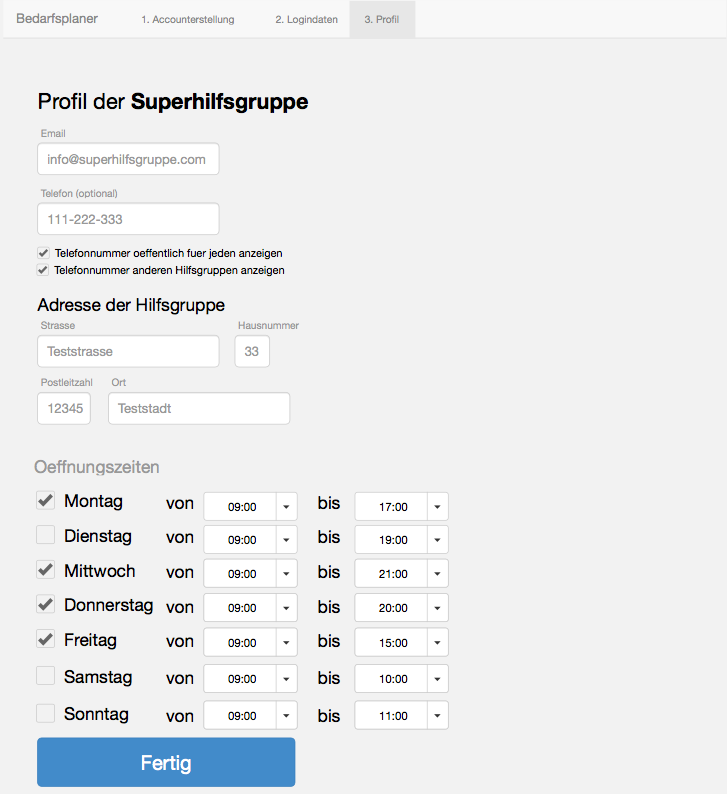 Bedarfsplaner 1. Accounterstellung 2. Logindaten 3. Profil
Profil der Superhilfsgruppe
Email
info@superhilfsgruppe.com
Telefon (optional)
111-222-333
Telefonnummer oeffentlich fuer jeden anzeigen
Telefonnummer anderen Hilfsgruppen anzeigen
Adresse der Hilfsgruppe
Strasse Hausnummer
Teststrasse 33
Postleitzahl Ort
12345 Teststadt
Oeffnungszeiten
Montag von 09:00 bis 17:00
Dienstag von 09:00 bis 19:00
Mittwoch von 09:00 bis 21:00
Donnerstag von 09:00 bis 20:00
Freitag von 09:00 bis 15:00
Samstag von 09:00 bis 10:00
Sonntag von 09:00 bis 11:00
Fertig